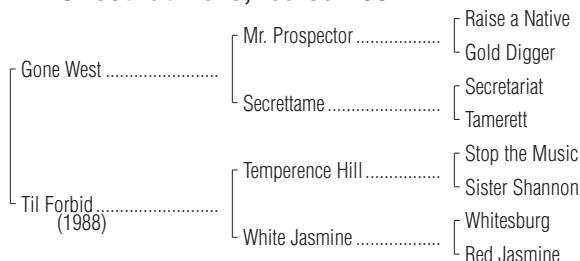 Raise a Native
Mr. Prospector ....................
Gold Digger
Gone West ..........................
Secretariat
Secrettame ..........................
Tamerett
Stop the Music
Temperence Hill .................
Sister Shannon
Til Forbid ............................
(1988)
Whitesburg
White Jasmine ....................
Red Jasmine